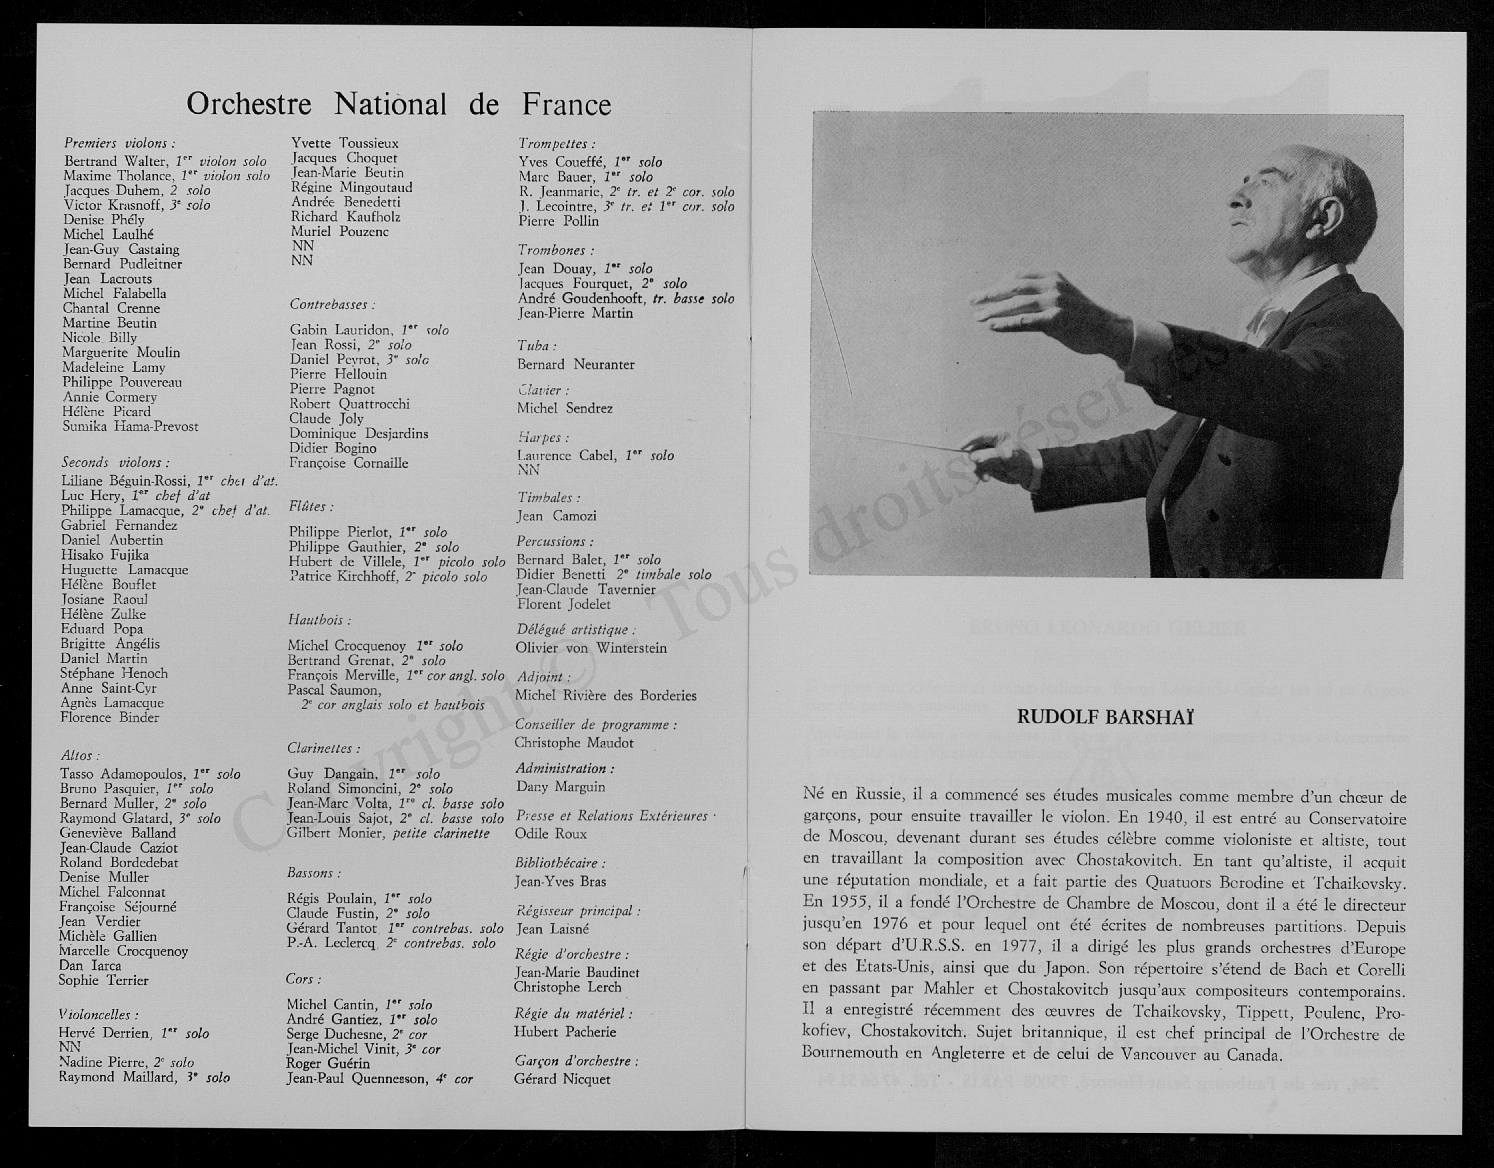 Orchestre National de France
Premiers violons :
Bertrand Walter, 1er violon solo
Maxime Tholance, 1er violon solo
Jacques Duhem, 2 solo
Victor Krasnoff, 3e solo
Denise Phély
Michel Laulhé
Jean-Guy Castaing
Bernard Pudleitner
Jean Lacrouts
Michel Falabella
Chantal Crenne
Martine Beutin
Nicole Billy
Marguerite Moulin
Madeleine Lamy
Philippe Pouvereau
Annie Cormery
Hélène Picard
Sumika Hama-Prevost
Seconds violons :
Liliane Béguin-Rossi, 1er chef d'at.
Luc Hery, 1er chef d'at
Philippe Lamacque, 2e chef d'at.
Gabriel Fernandez
Daniel Aubertin
Hisako Fujika
Huguette Lamacque
Hélène Bouflet
Josiane Raoul
Hélène Zulke
Eduard Popa
Brigitte Angélis
Daniel Martin
Stéphane Henoch
Anne Saint-Cyr
Agnès Lamacque
Florence Binder
Altos :
Tasso Adamopoulos, 1er solo
Bruno Pasquier, 1er solo
Bernard Muller, 2e solo
Raymond Glatard, 3e solo
Geneviève Balland
Jean-Claude Caziot
Roland Bordedebat
Denise Muller
Michel Falconnat
Françoise Séjourné
Jean Verdier
Michèle Gallien
Marcelle Crocquenoy
Dan Iarca
Sophie Terrier
Violoncelles :
Hervé Derrien, 1er solo
NN
Nadine Pierre, 2e solo
Raymond Maillard, 3e solo
Yvette Toussieux
Jacques Choquet
Jean-Marie Beutin
Régine Mingoutaud
Andrée Benedetti
Richard Kaufholz
Muriel Pouzenc
NN
NN
Contrebasses :
Gabin Lauridon, 1er solo
Jean Rossi, 2e solo
Daniel Peyrot, 3e solo
Pierre Hellouin
Pierre Pagnot
Robert Quattrocchi
Claude Joly
Dominique Desjardins
Didier Bogino
Françoise Cornaille
Flûtes :
Philippe Pierlot, 1er solo
Philippe Gauthier, 2e solo
Hubert de Villele, 1er picolo solo
Patrice Kirchhoff, 2e picolo solo
Hautbois :
Michel Crocquenoy 1er solo
Bertrand Grenat, 2e solo
François Merville, 1er cor angl. solo
Pascal Saumon,
2e cor anglais solo et hautbois
Clarinettes :
Guy Dangain, 1er solo
Roland Simoncini, 2e solo
Jean-Marc Volta, 1re cl. basse solo
Jean-Louis Sajot, 2e cl. basse solo
Gilbert Monier, petite clarinette
Bassons :
Régis Poulain, 1er solo
Claude Fustin, 2e solo
Gérard Tantot 1er contrebas. solo
P.-A. Leclercq 2e contrebas. solo
Cors :
Michel Cantin, 1er solo
André Gantiez, 1er solo
Serge Duchesne, 2e cor
Jean-Michel Vinit, 3e cor
Roger Guérin
Jean-Paul Quennesson, 4e cor
Trompettes :
Yves Coueffé, 1er solo
Marc Bauer, 1er solo
R. Jeanmarie, 2e tr. et 2e cor. solo
J. Lecointre, 3e tr. et 1er cor. solo
Pierre Pollin
Trombones :
Jean Douay, 1er solo
Jacques Fourquet, 2e solo
André Goudenhooft, tr. basse solo
Jean-Pierre Martin
Tuba :
Bernard Neuranter
Clavier :
Michel Sendrez
Harpes :
Laurence Cabel, 1er solo
NN
Timbales :
Jean Camozi
Percussions :
Bernard Balet, 1er solo
Didier Benetti 2e timbale solo
Jean-Claude Tavernier
Florent Jodelet
Délégué artistique :
Olivier von Winterstein
Adjoint :
Michel Rivière des Borderies
Conseilier de programme :
Christophe Maudot
Administration :
Dany Marguin
Presse et Relations Extérieures ·
Odile Roux
Bibliothécaire :
Jean-Yves Bras
Régisseur principal :
Jean Laisné
Régie d'orchestre :
Jean-Marie Baudinet
Christophe Lerch
Régie du matériel :
Hubert Pacherie
Garçon d'orchestre :
Gérard Nicquet
Copyright © - Tous droits réservés.
RUDOLF BARSHAÏ
Né en Russie, il a commencé ses études musicales comme membre d'un chœur de
garçons, pour ensuite travailler le violon. En 1940, il est entré au Conservatoire
de Moscou, devenant durant ses études célèbre comme violoniste et altiste, tout
en travaillant la composition avec Chostakovitch. En tant qu'altiste, il acquit
une réputation mondiale, et a fait partie des Quatuors Borodine et Tchaikovsky.
En 1955, il a fondé l'Orchestre de Chambre de Moscou, dont il a été le directeur
jusqu'en 1976 et pour lequel ont été écrites de nombreuses partitions. Depuis
son départ d'U.R.S.S. en 1977, il a dirigé les plus grands orchestres d'Europe
et des Etats-Unis, ainsi que du Japon. Son répertoire s'étend de Bach et Corelli
en passant par Mahler et Chostakovitch jusqu'aux compositeurs contemporains.
Il a enregistré récemment des œuvres de Tchaikovsky, Tippett, Poulenc, Pro-
kofiev, Chostakovitch. Sujet britannique, il est chef principal de l'Orchestre de
Bournemouth en Angleterre et de celui de Vancouver au Canada.